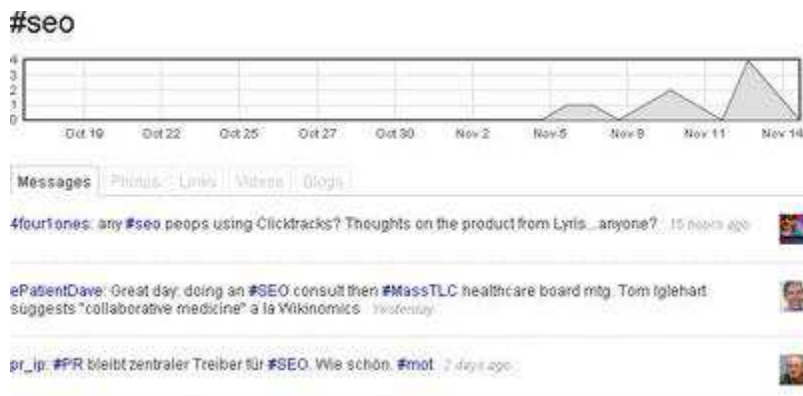 #seo
4
3
2
1
0
Oct 19 Oct 22 Oct 25 Oct 27 Oct 30 Nov 2 Nov 5 Nov 9 Nov 11 Nov 14
Messages Photos Links Videos Blogs
4four1ones: any #seo peops using Clicktracks? Thoughts on the product from Lyris...anyone? 15 hours ago
ePatientDave: Great day: doing an #SEO consult then #MassTLC healthcare board mtg. Tom Iglehart
suggests "collaborative medicine" a la Wikinomics Yesterday
pr_ip: #PR bleibt zentraler Treiber für #SEO. Wie schön. #mot 2 days ago